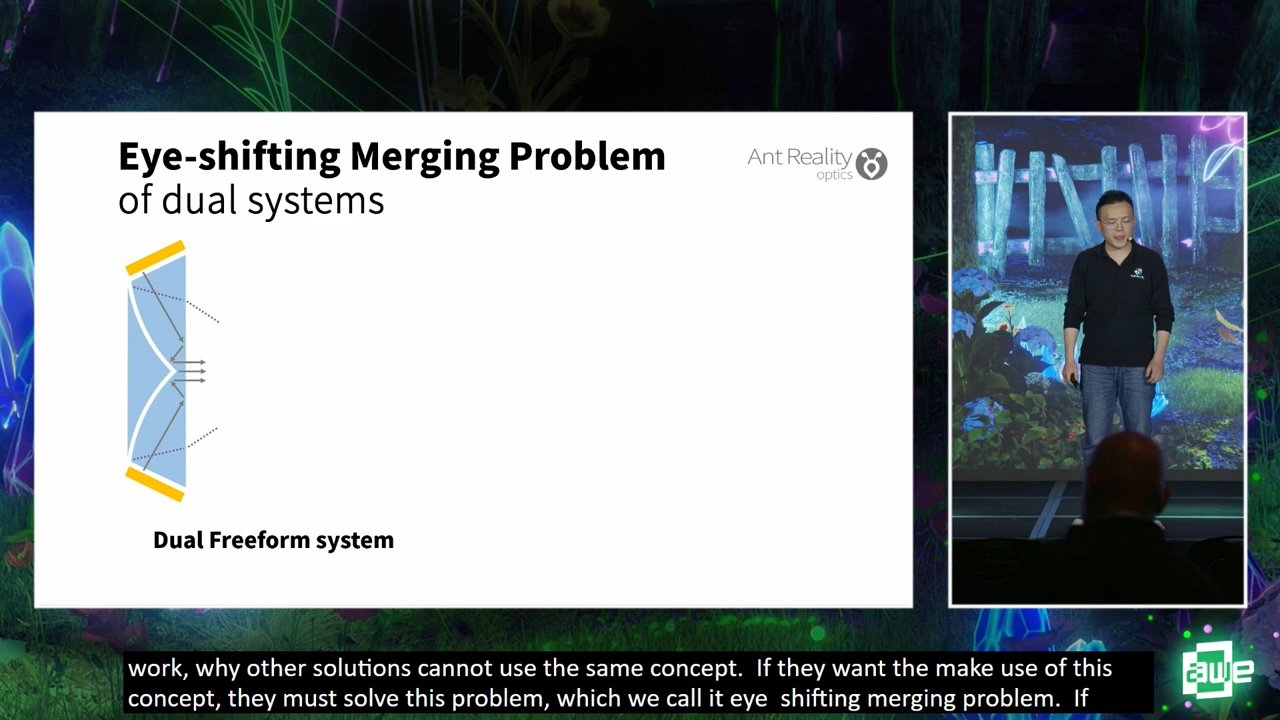 Eye-shifting Merging Problem
of dual systems
Ant Reality
optics
Dual Freeform system
work, why other solutions cannot use the same concept.  If they want the make use of this
concept, they must solve this problem, which we call it eye  shifting merging problem.  If
awe